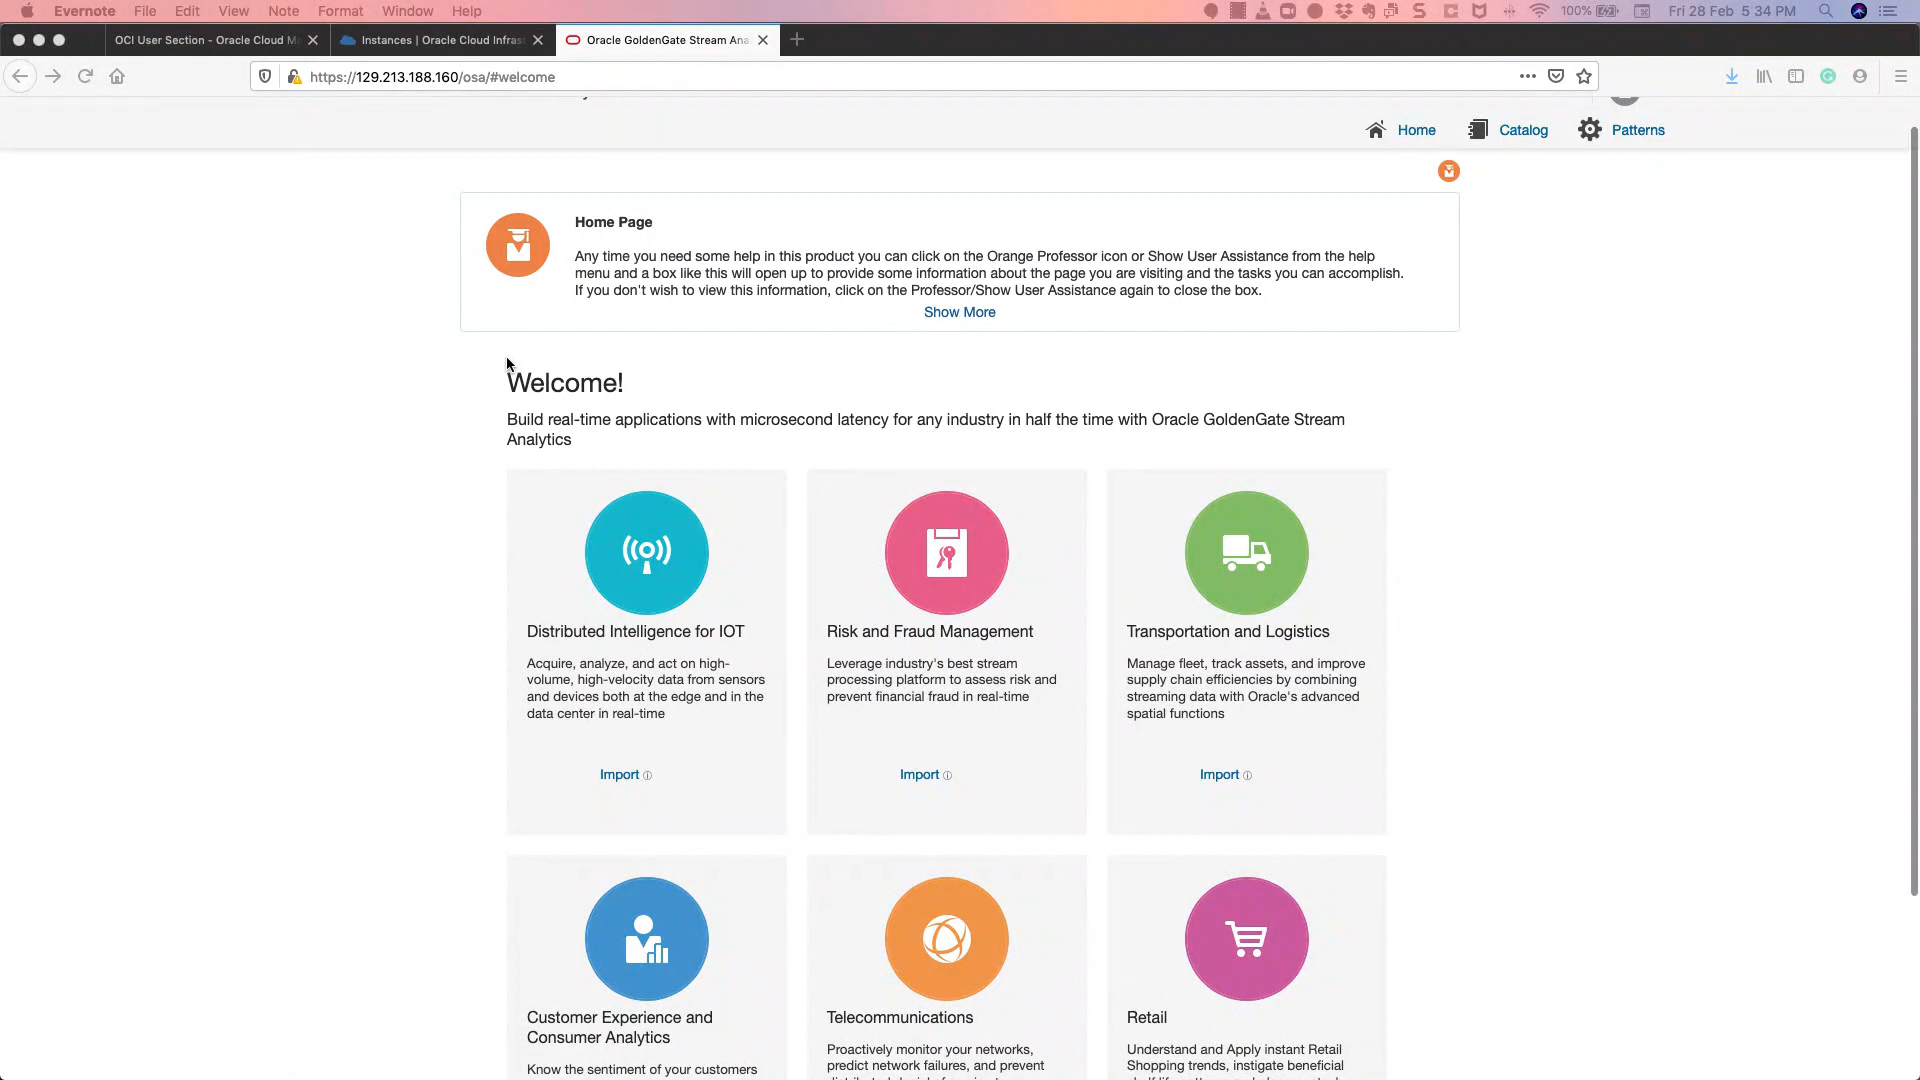 Evernote File Edit View Note Format Window Help 100% Fri 28 Feb 5 34 PM
OCI User Section - Oracle Cloud M Instances | Oracle Cloud Infras Oracle GoldenGate Stream Ana
https://129.213.188.160/osa/#welcome
Home Catalog Patterns
Home Page
Any time you need some help in this product you can click on the Orange Professor icon or Show User Assistance from the help
menu and a box like this will open up to provide some information about the page you are visiting and the tasks you can accomplish.
If you don't wish to view this information, click on the Professor/Show User Assistance again to close the box.
Show More
Welcome!
Build real-time applications with microsecond latency for any industry in half the time with Oracle GoldenGate Stream
Analytics
Distributed Intelligence for IOT
Acquire, analyze, and act on high-
volume, high-velocity data from sensors
and devices both at the edge and in the
data center in real-time
Import
Risk and Fraud Management
Leverage industry's best stream
processing platform to assess risk and
prevent financial fraud in real-time
Import
Transportation and Logistics
Manage fleet, track assets, and improve
supply chain efficiencies by combining
streaming data with Oracle's advanced
spatial functions
Import
Customer Experience and
Consumer Analytics
Know the sentiment of your customers
Telecommunications
Proactively monitor your networks,
predict network failures, and prevent
Retail
Understand and Apply instant Retail
Shopping trends, instigate beneficial